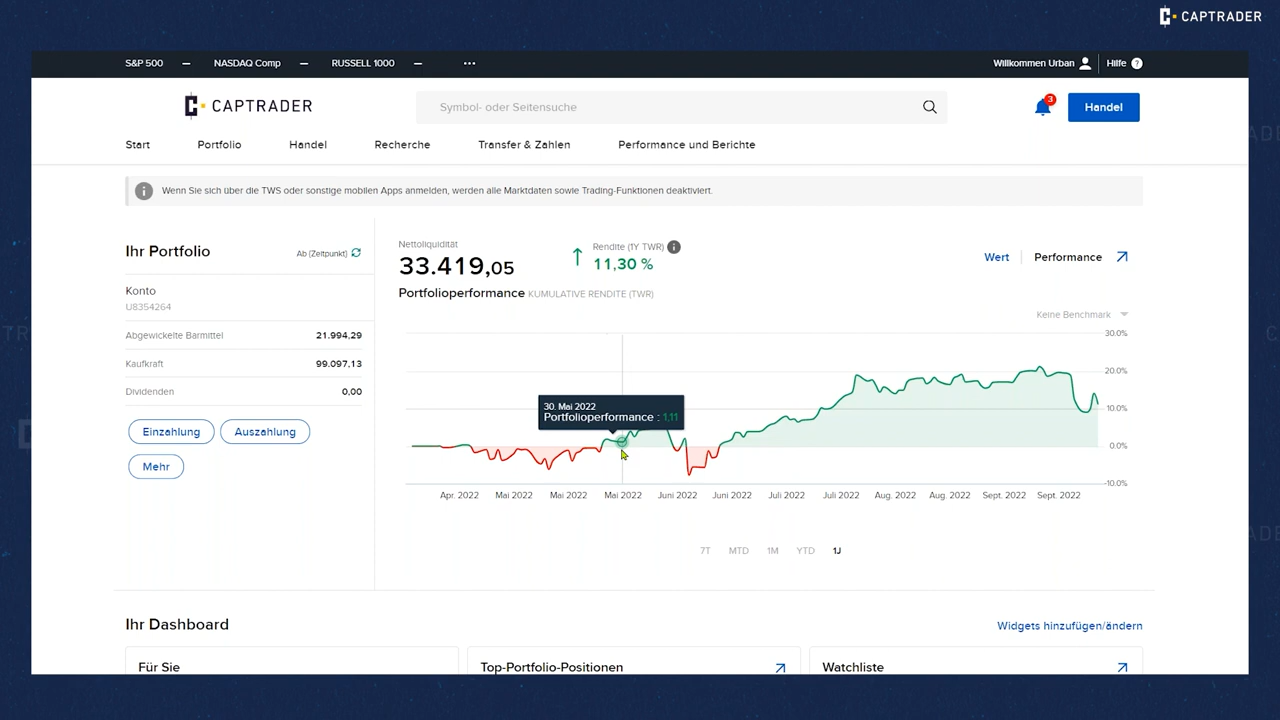 CAPTRADER
S&P 500 — NASDAQ Comp — RUSSELL 1000 — ...
Willkommen Urban Hilfe ?
CAPTRADER
Symbol- oder Seitensuche
3
Handel
Start Portfolio Handel Recherche Transfer & Zahlen Performance und Berichte
i Wenn Sie sich über die TWS oder sonstige mobilen Apps anmelden, werden alle Marktdaten sowie Trading-Funktionen deaktiviert.
Ihr Portfolio
Ab (Zeitpunkt)
Konto
U8354264
Abgewickelte Barmittel 21.994,29
Kaufkraft 99.097,13
Dividenden 0,00
Einzahlung Auszahlung
Mehr
Nettoliquidität
33.419,05
Rendite (1Y TWR) i
11,30 %
Wert | Performance
Portfolioperformance KUMULATIVE RENDITE (TWR)
Keine Benchmark
30.0%
20.0%
10.0%
0.0%
-10.0%
30. Mai 2022
Portfolioperformance : 1,11
Apr. 2022 Mai 2022 Mai 2022 Mai 2022 Juni 2022 Juni 2022 Juli 2022 Juli 2022 Aug. 2022 Aug. 2022 Sept. 2022 Sept. 2022
7T MTD 1M YTD 1J
Ihr Dashboard
Widgets hinzufügen/ändern
Für Sie
Top-Portfolio-Positionen
Watchliste